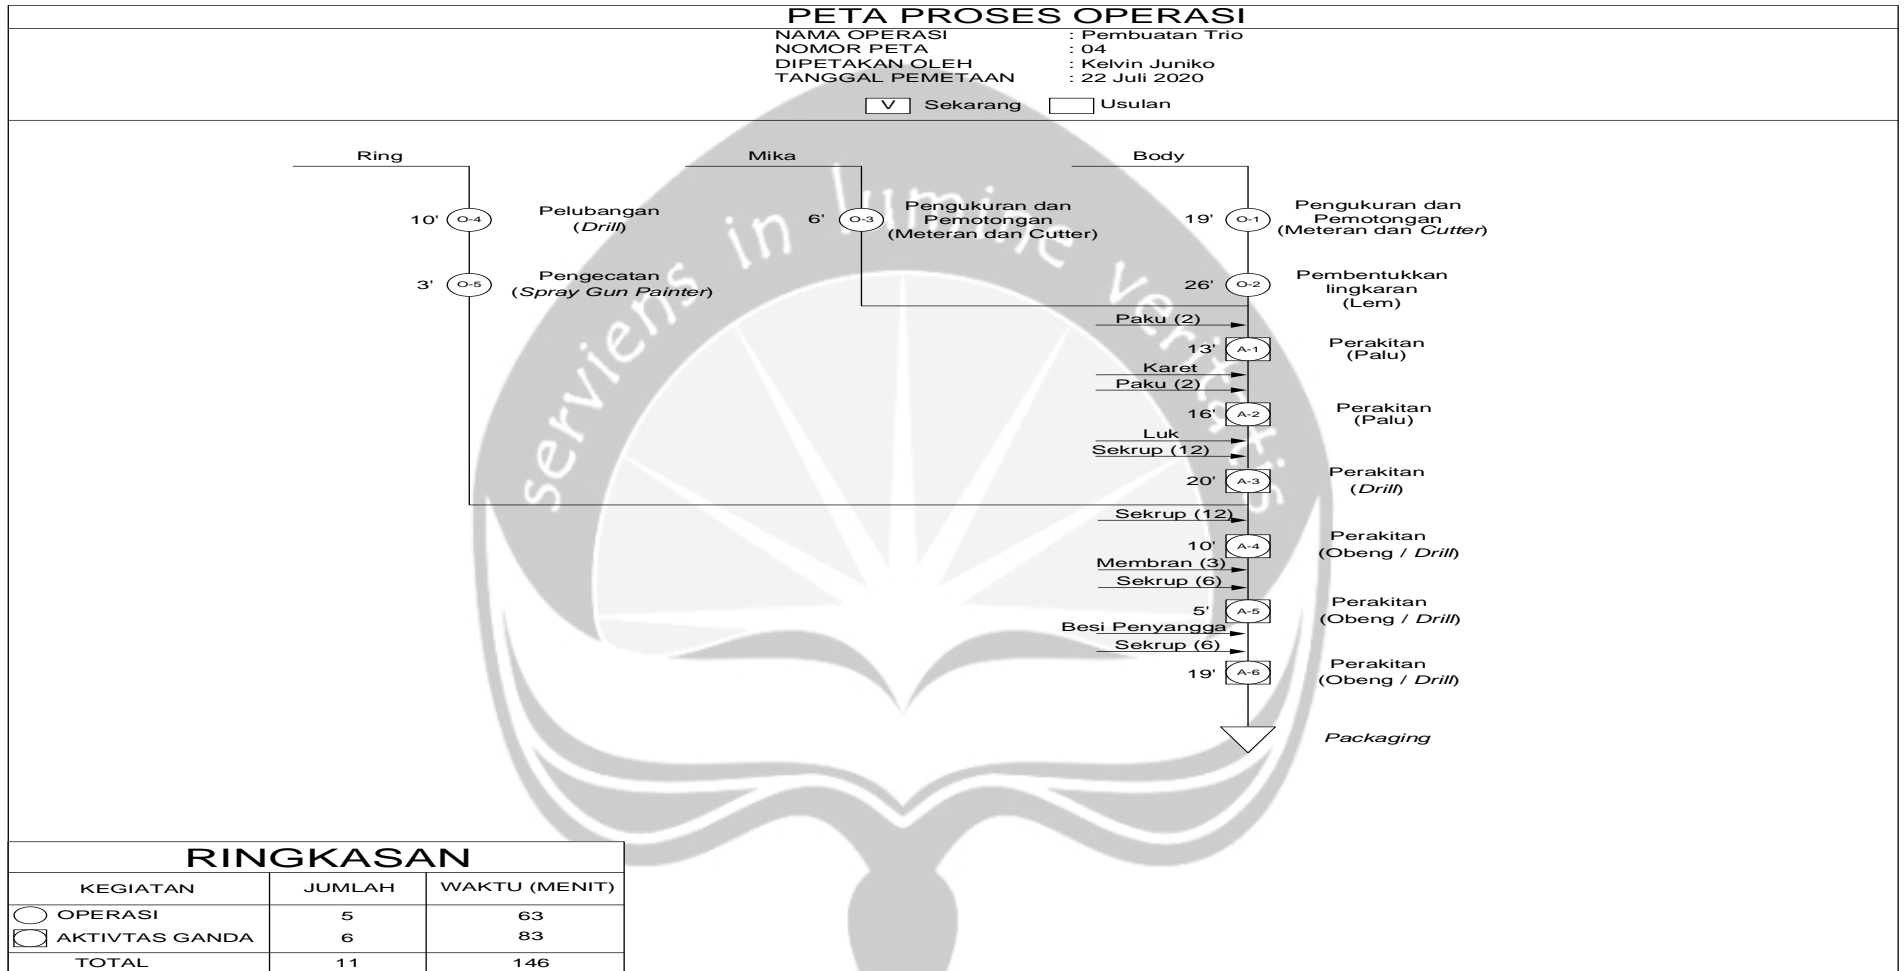 PETA PROSES OPERASI
NAMA OPERASI : Pembuatan Trio
NOMOR PETA : 04
DIPETAKAN OLEH : Kelvin Juniko
TANGGAL PEMETAAN : 22 Juli 2020
V Sekarang Usulan
serviens in lumine veritatis
Ring
10' O-4 Pelubangan
(Drill)
3' O-5 Pengecatan
(Spray Gun Painter)
Mika
6' O-3 Pengukuran dan
Pemotongan
(Meteran dan Cutter)
Body
19' O-1 Pengukuran dan
Pemotongan
(Meteran dan Cutter)
26' O-2 Pembentukkan
lingkaran
(Lem)
Paku (2)
13' A-1 Perakitan
(Palu)
Karet
Paku (2)
16' A-2 Perakitan
(Palu)
Luk
Sekrup (12)
20' A-3 Perakitan
(Drill)
Sekrup (12)
10' A-4 Perakitan
(Obeng / Drill)
Membran (3)
Sekrup (6)
5' A-5 Perakitan
(Obeng / Drill)
Besi Penyangga
Sekrup (6)
19' A-6 Perakitan
(Obeng / Drill)
Packaging
RINGKASAN
KEGIATAN JUMLAH WAKTU (MENIT)
OPERASI 5 63
AKTIVTAS GANDA 6 83
TOTAL 11 146